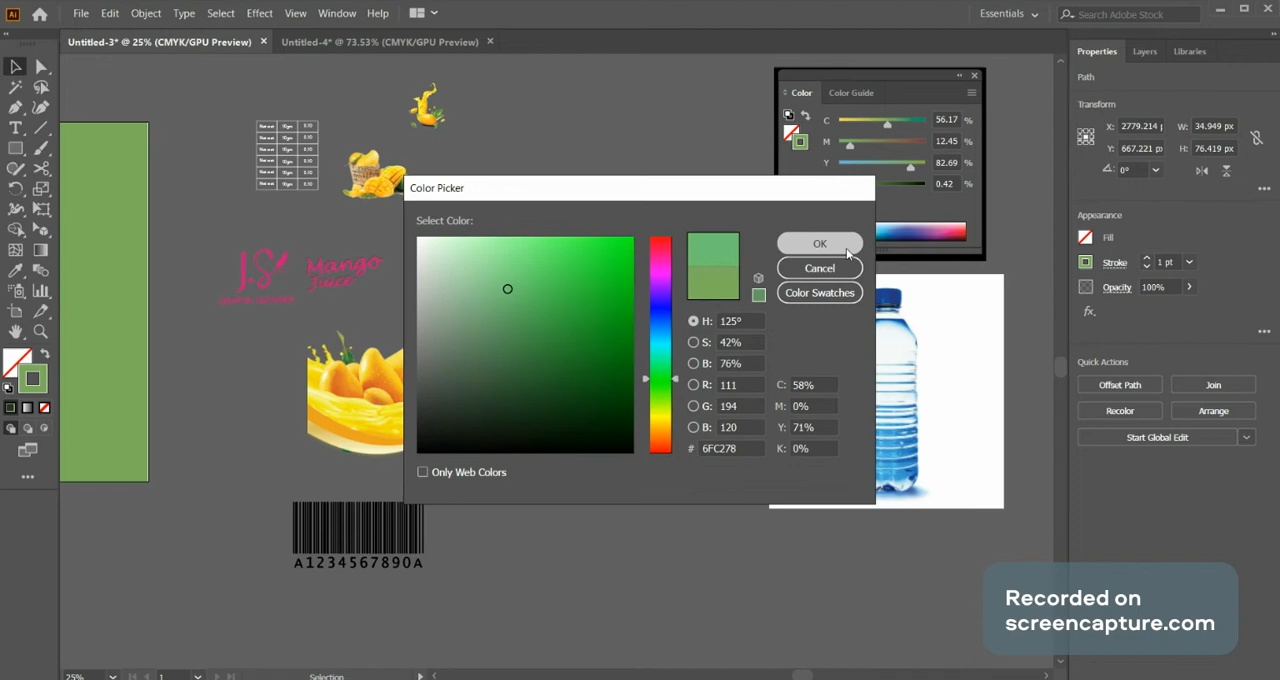 Ai File Edit Object Type Select Effect View Window Help Essentials Search Adobe Stock
Untitled-3* @ 25% (CMYK/GPU Preview) × Untitled-4* @ 73.53% (CMYK/GPU Preview) ×
Properties Layers Libraries
Path
Transform
X: 2779.214 p W: 34.949 px
Y: 667.221 p H: 76.419 px
0°
Appearance
Fill
Stroke 1 pt
Opacity 100%
fx.
Quick Actions
Offset Path Join
Recolor Arrange
Start Global Edit
Color Color Guide
C 56.17 %
M 12.45 %
Y 82.69 %
0.42 %
Color Picker
Select Color:
OK
Cancel
Color Swatches
H: 125°
S: 42%
B: 76%
R: 111 C: 58%
G: 194 M: 0%
B: 120 Y: 71%
# 6FC278 K: 0%
Only Web Colors
J.S
Mango
Juice
A1234567890A
25% 1 Selection
Recorded on
screencapture.com